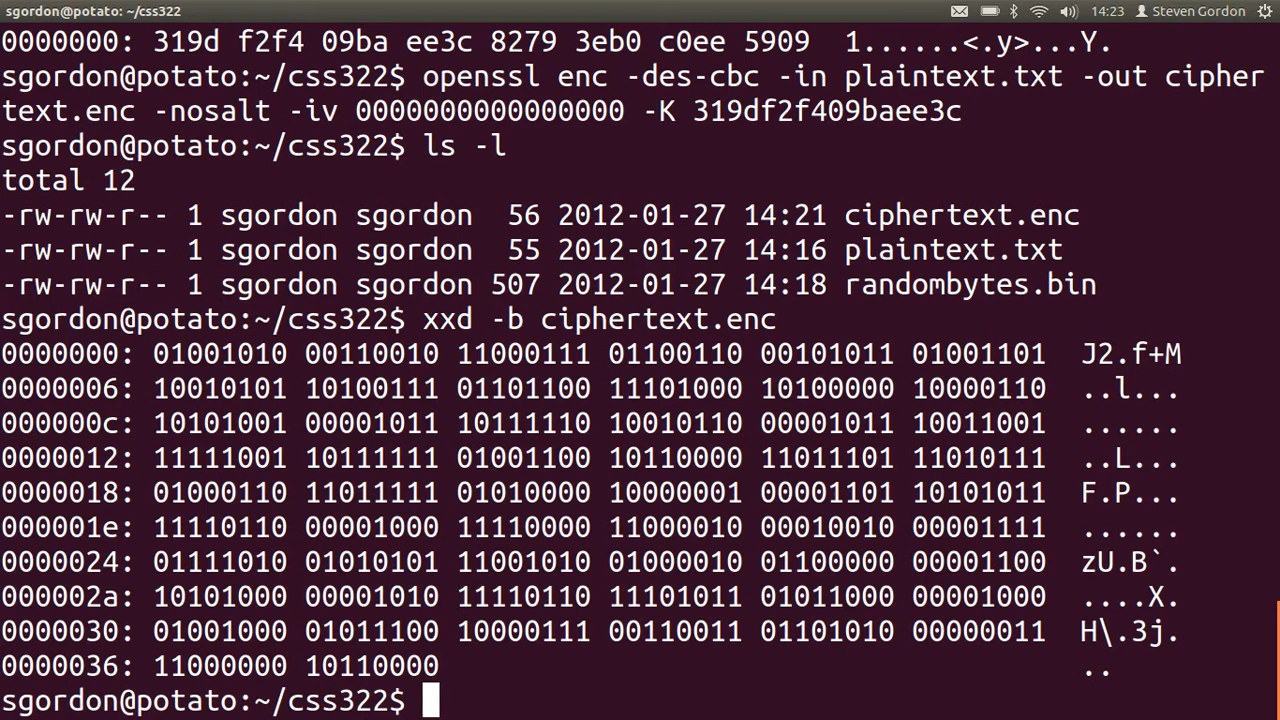 sgordon@potato: ~/css322 14:23 Steven Gordon
0000000: 319d f2f4 09ba ee3c 8279 3eb0 c0ee 5909  1......<.y>...Y.
sgordon@potato:~/css322$ openssl enc -des-cbc -in plaintext.txt -out cipher
text.enc -nosalt -iv 0000000000000000 -K 319df2f409baee3c
sgordon@potato:~/css322$ ls -l
total 12
-rw-rw-r-- 1 sgordon sgordon  56 2012-01-27 14:21 ciphertext.enc
-rw-rw-r-- 1 sgordon sgordon  55 2012-01-27 14:16 plaintext.txt
-rw-rw-r-- 1 sgordon sgordon 507 2012-01-27 14:18 randombytes.bin
sgordon@potato:~/css322$ xxd -b ciphertext.enc
0000000: 01001010 00110010 11000111 01100110 00101011 01001101  J2.f+M
0000006: 10010101 10100111 01101100 11101000 10100000 10000110  ..l...
000000c: 10101001 00001011 10111110 10010110 00001011 10011001  ......
0000012: 11111001 10111111 01001100 10110000 11011101 11010111  ..L...
0000018: 01000110 11011111 01010000 10000001 00001101 10101011  F.P...
000001e: 11110110 00001000 11110000 11000010 00010010 00001111  ......
0000024: 01111010 01010101 11001010 01000010 01100000 00001100  zU.B`.
000002a: 10101000 00001010 11110110 11101011 01011000 00001000  ....X.
0000030: 01001000 01011100 10000111 00110011 01101010 00000011  H\.3j.
0000036: 11000000 10110000                                      ..
sgordon@potato:~/css322$